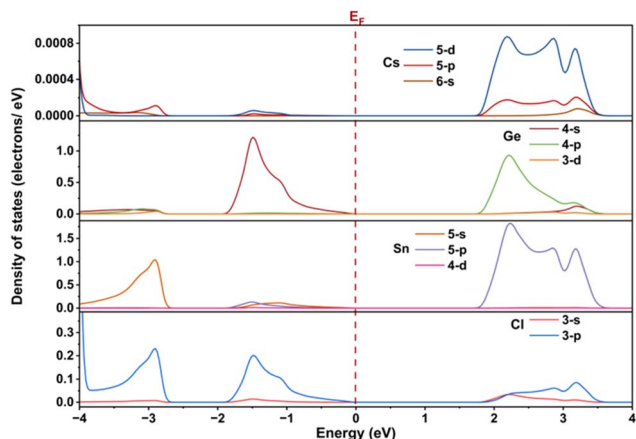 E_F
0.0008
0.0004
0.0000
Cs
5-d
5-p
6-s
1.0
0.5
0.0
Ge
4-s
4-p
3-d
1.5
1.0
0.5
0.0
Sn
5-s
5-p
4-d
0.3
0.2
0.1
0.0
Cl
3-s
3-p
-4 -3 -2 -1 0 1 2 3 4
Energy (eV)
Density of states (electrons/ eV)